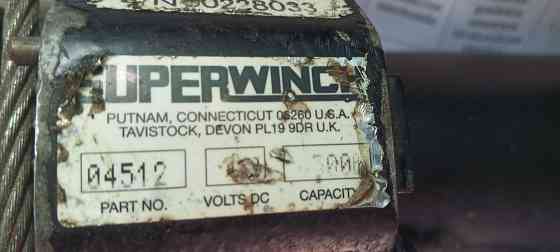 SUPERWINCH
PUTNAM, CONNECTICUT 06260 U.S.A.
TAVISTOCK, DEVON PL19 9DR U.K.
04512
PART NO. VOLTS DC CAPACITY